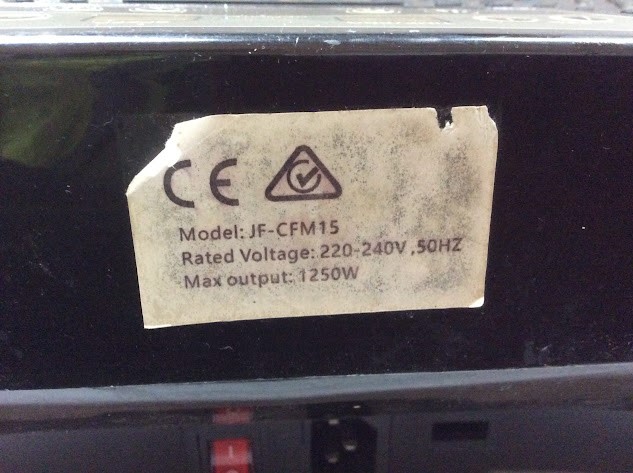 CE
Model: JF-CFM15
Rated Voltage: 220-240V ,50HZ
Max output: 1250W